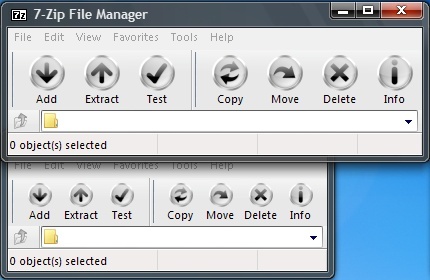 7-Zip File Manager
File Edit View Favorites Tools Help
Add Extract Test Copy Move Delete Info
0 object(s) selected
File Edit View Favorites Tools Help
Add Extract Test Copy Move Delete Info
0 object(s) selected